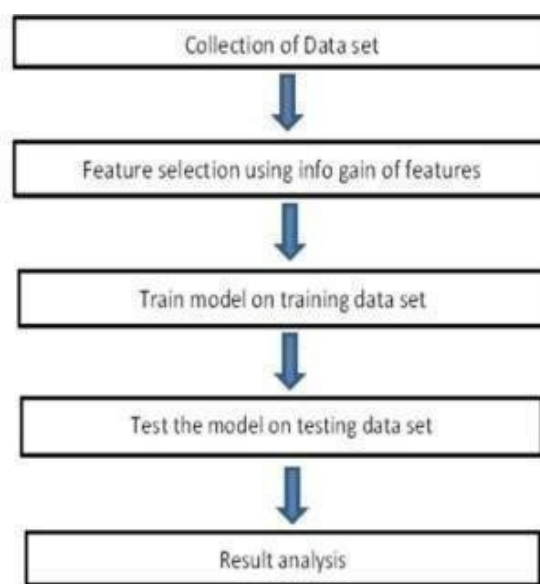 Collection of Data set
Feature selection using info gain of features
Train model on training data set
Test the model on testing data set
Result analysis